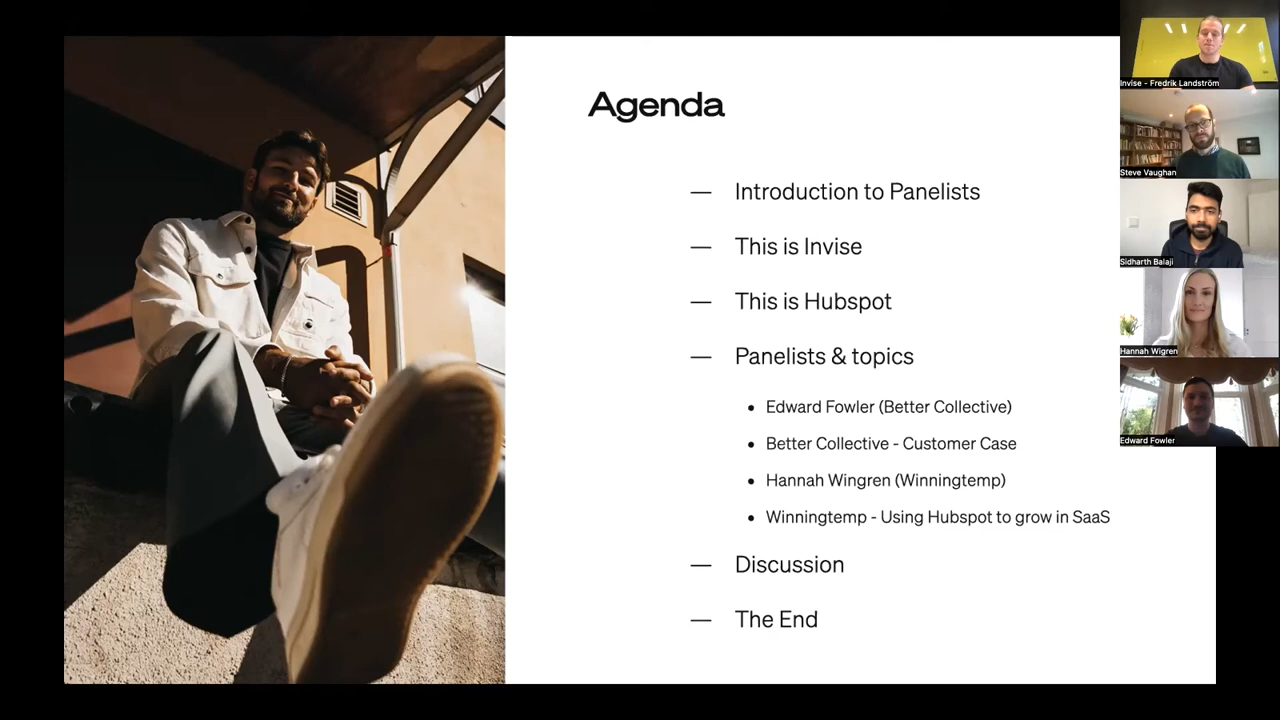 Agenda
— Introduction to Panelists
— This is Invise
— This is Hubspot
— Panelists & topics
• Edward Fowler (Better Collective)
• Better Collective - Customer Case
• Hannah Wingren (Winningtemp)
• Winningtemp - Using Hubspot to grow in SaaS
— Discussion
— The End
Invise - Fredrik Landström
Steve Vaughan
Sidharth Balaji
Hannah Wigren
Edward Fowler